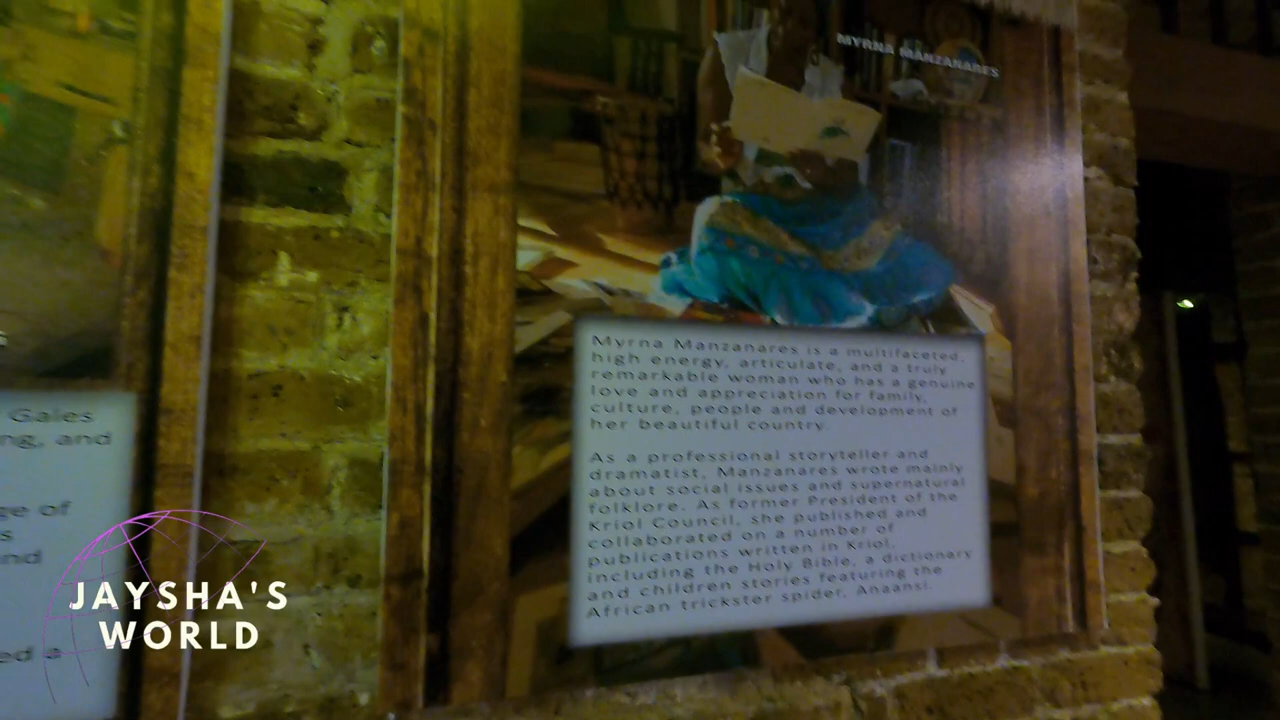 MYRNA MANZANARES
Myrna Manzanares is a multifaceted,
high energy, articulate, and a truly
remarkable woman who has a genuine
love and appreciation for family,
culture, people and development of
her beautiful country.
As a professional storyteller and
dramatist, Manzanares wrote mainly
about social issues and supernatural
folklore. As former President of the
Kriol Council, she published and
collaborated on a number of
publications written in Kriol,
including the Holy Bible, a dictionary
and children stories featuring the
African trickster spider, Anaansi.
Gales
ng, and
ge of
s
nd
ed a
JAYSHA'S
WORLD